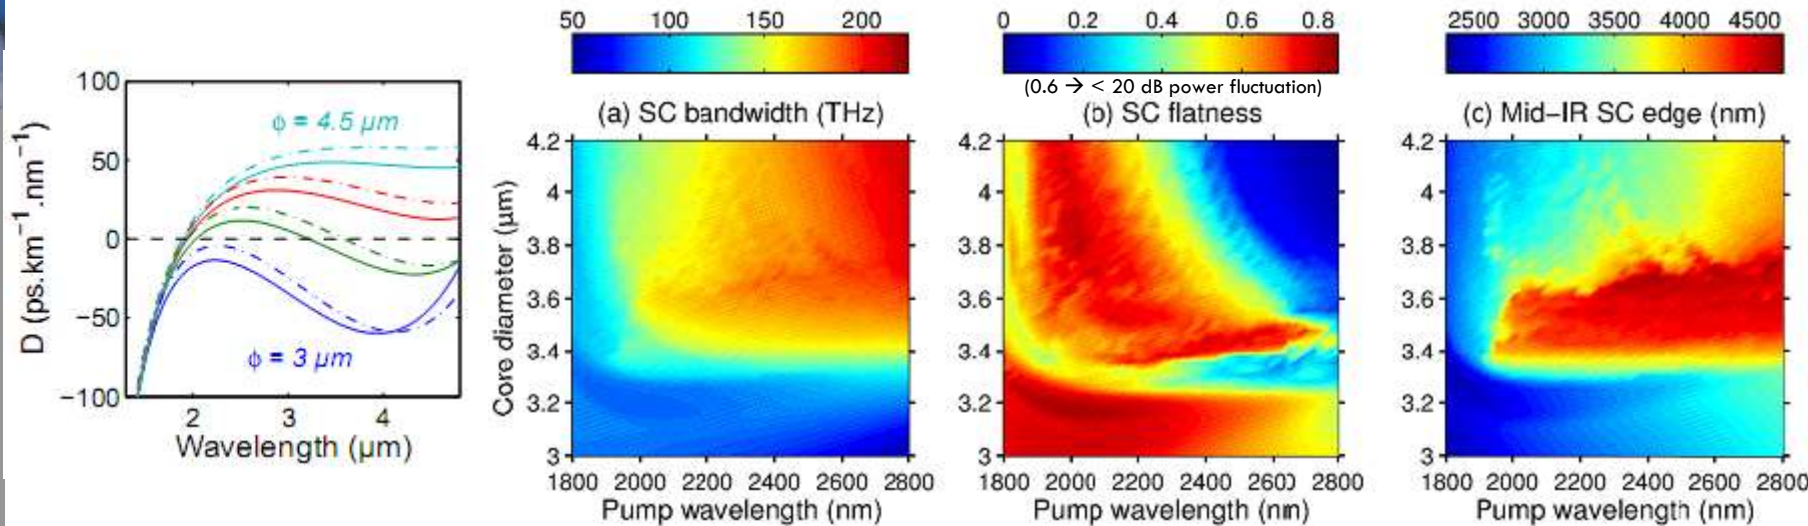 100
50
0
−50
−100
D (ps.km⁻¹.nm⁻¹)
ϕ = 4.5 µm
ϕ = 3 µm
2 3 4
Wavelength (µm)
50 100 150 200
(a) SC bandwidth (THz)
4.2
4
3.8
3.6
3.4
3.2
3
Core diameter (µm)
1800 2000 2200 2400 2600 2800
Pump wavelength (nm)
0 0.2 0.4 0.6 0.8
(0.6 → < 20 dB power fluctuation)
(b) SC flatness
4.2
4
3.8
3.6
3.4
3.2
3
1800 2000 2200 2400 2600 2800
Pump wavelength (nm)
2500 3000 3500 4000 4500
(c) Mid−IR SC edge (nm)
4.2
4
3.8
3.6
3.4
3.2
3
1800 2000 2200 2400 2600 2800
Pump wavelength (nm)